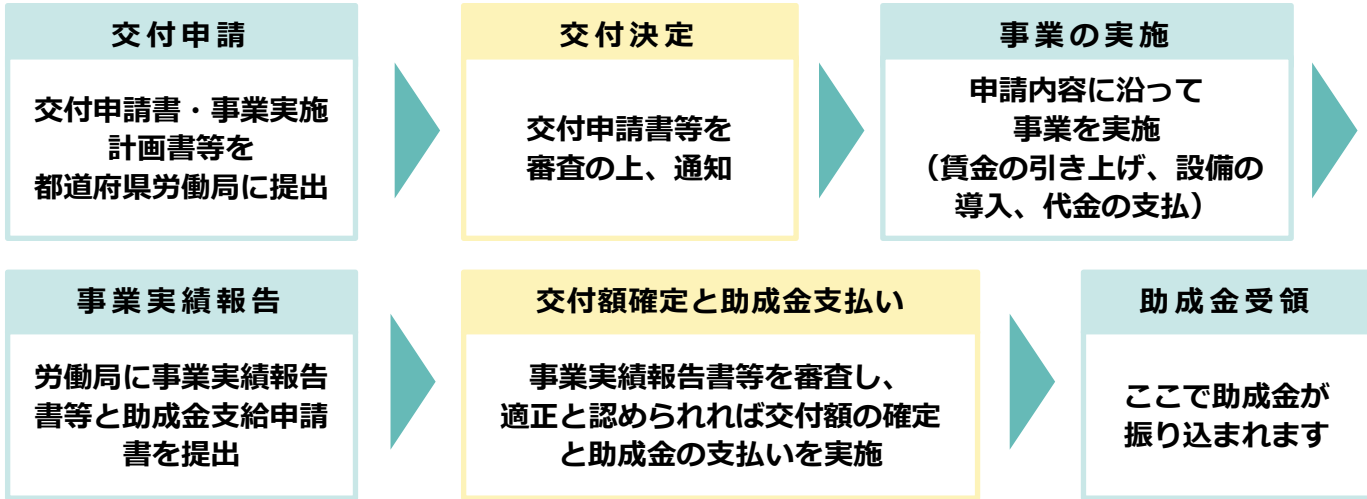 交付申請
交付申請書・事業実施
計画書等を
都道府県労働局に提出
交付決定
交付申請書等を
審査の上、通知
事業の実施
申請内容に沿って
事業を実施
（賃金の引き上げ、設備の
導入、代金の支払）
事業実績報告
労働局に事業実績報告
書等と助成金支給申請
書を提出
交付額確定と助成金支払い
事業実績報告書等を審査し、
適正と認められれば交付額の確定
と助成金の支払いを実施
助成金受領
ここで助成金が
振り込まれます